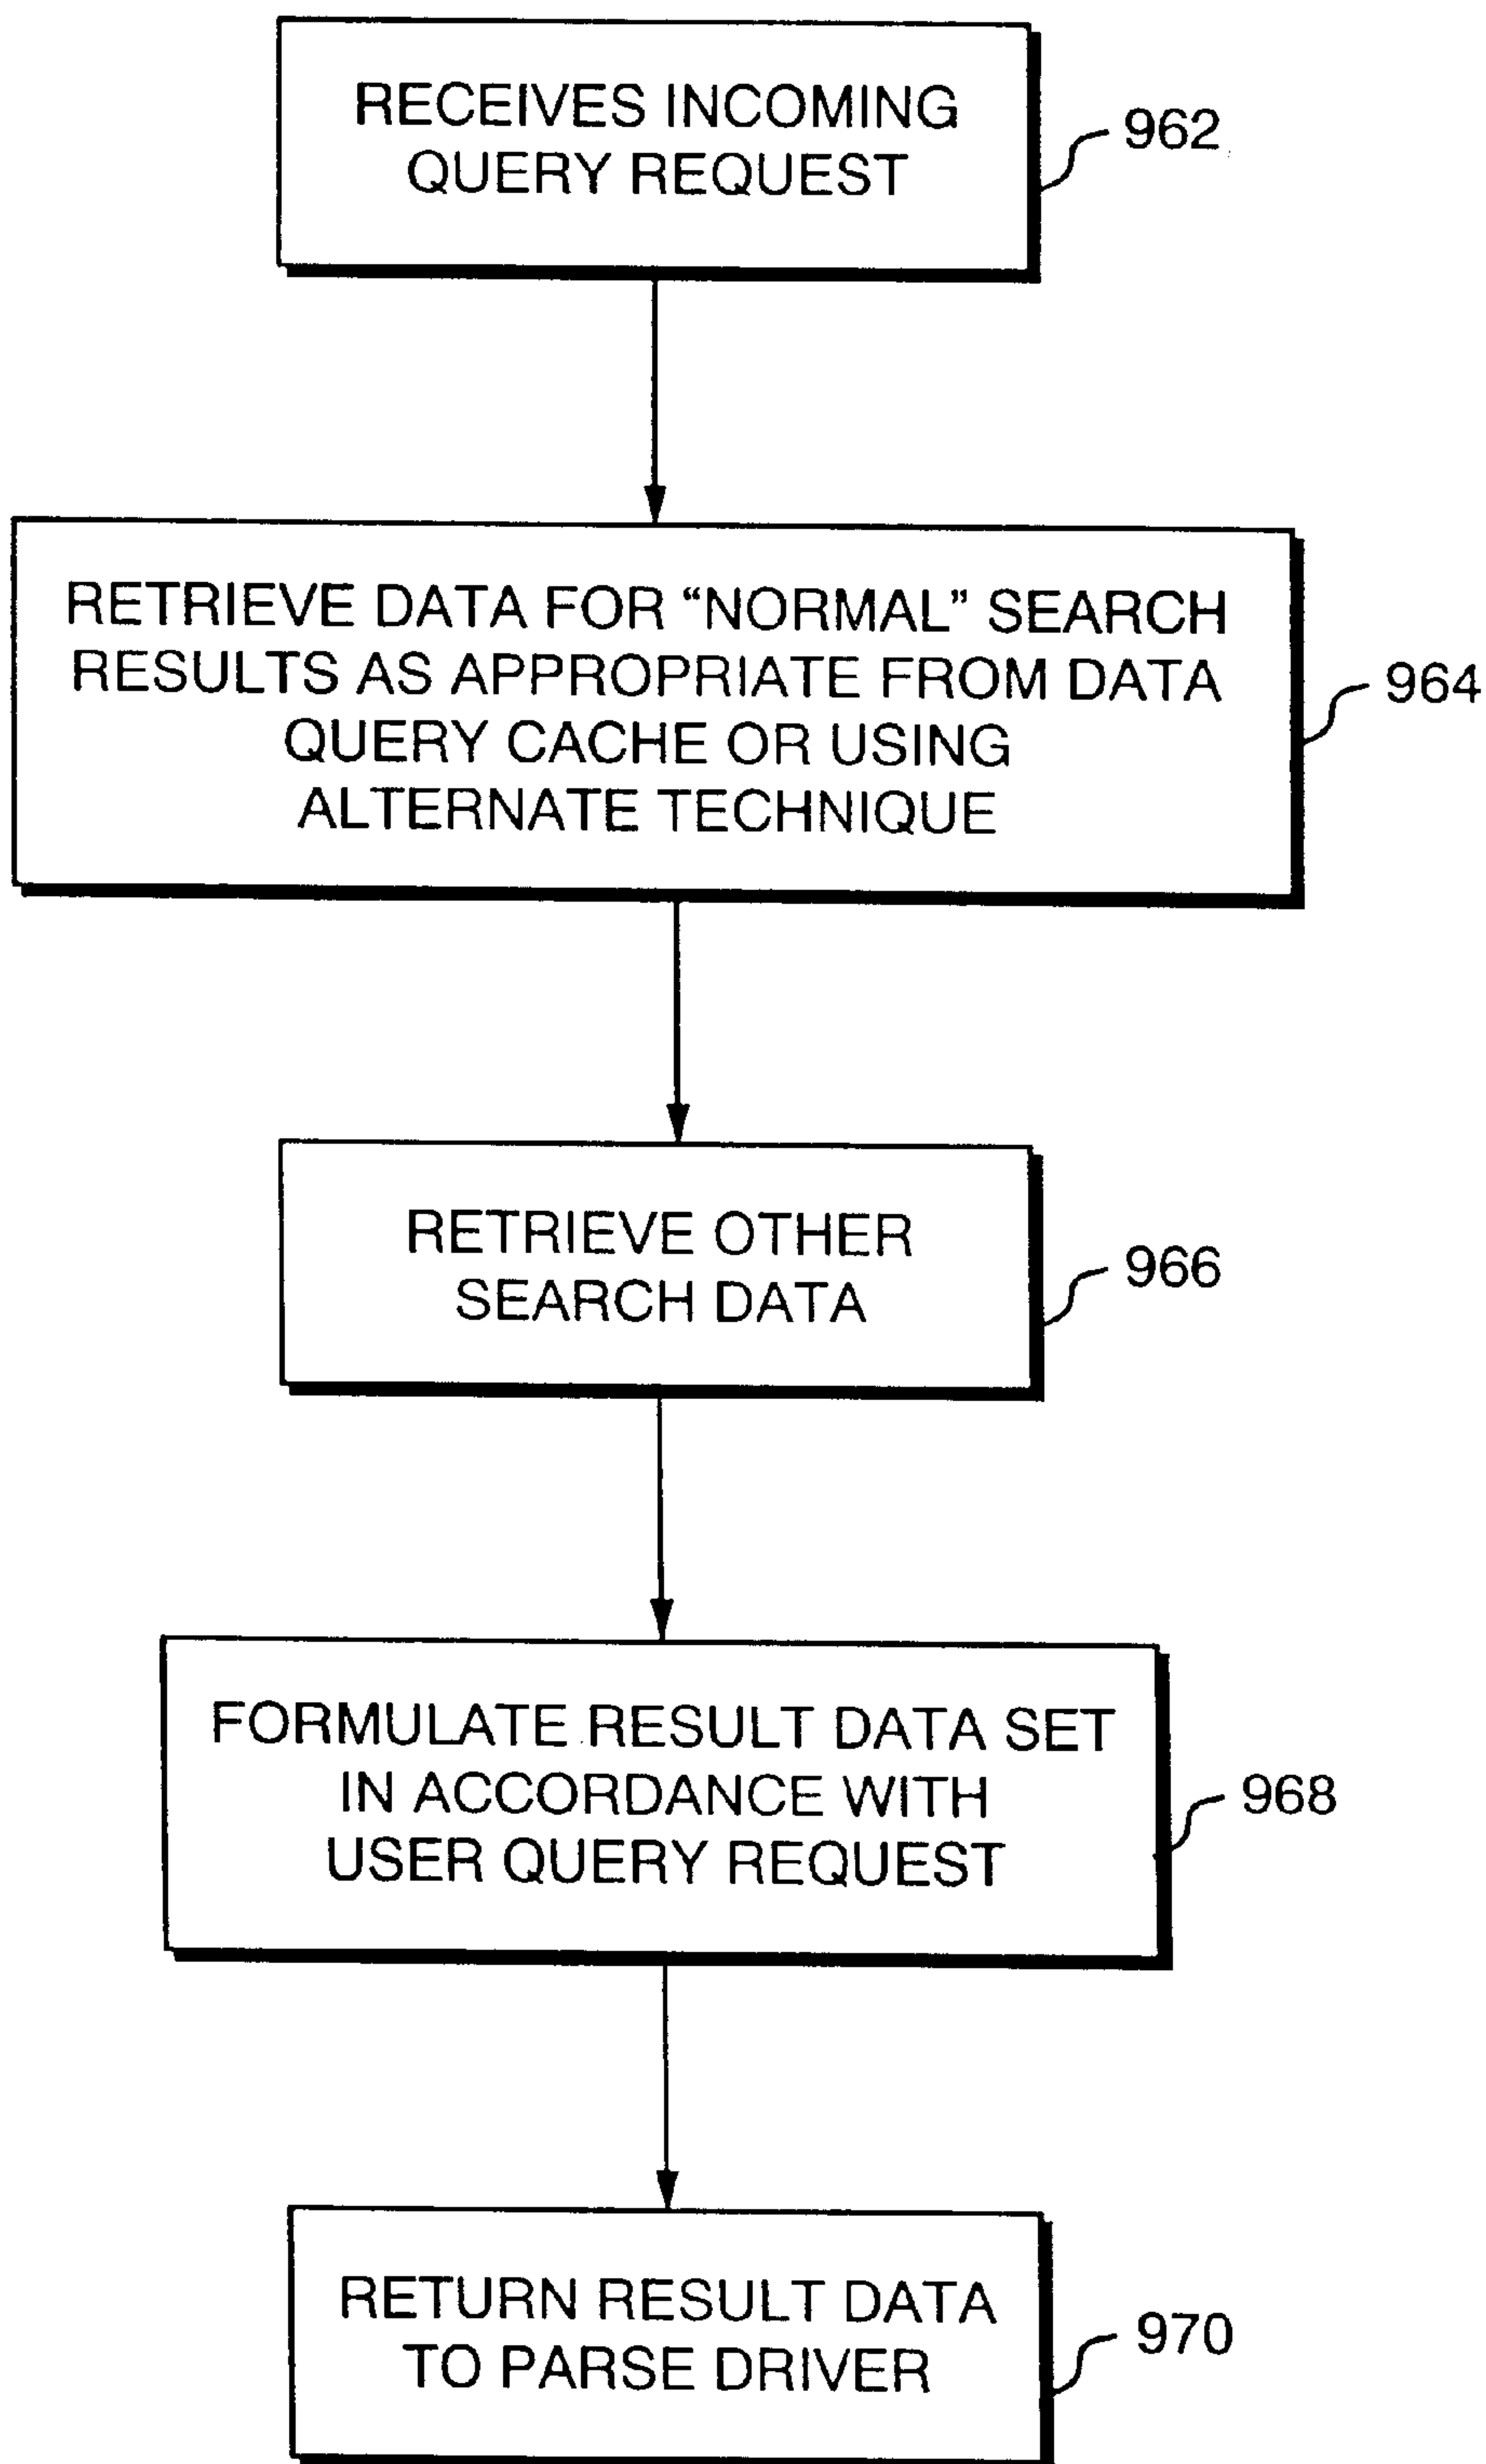 RECEIVES INCOMING
QUERY REQUEST
962
RETRIEVE DATA FOR “NORMAL” SEARCH
RESULTS AS APPROPRIATE FROM DATA
QUERY CACHE OR USING
ALTERNATE TECHNIQUE
964
RETRIEVE OTHER
SEARCH DATA
966
FORMULATE RESULT DATA SET
IN ACCORDANCE WITH
USER QUERY REQUEST
968
RETURN RESULT DATA
TO PARSE DRIVER
970